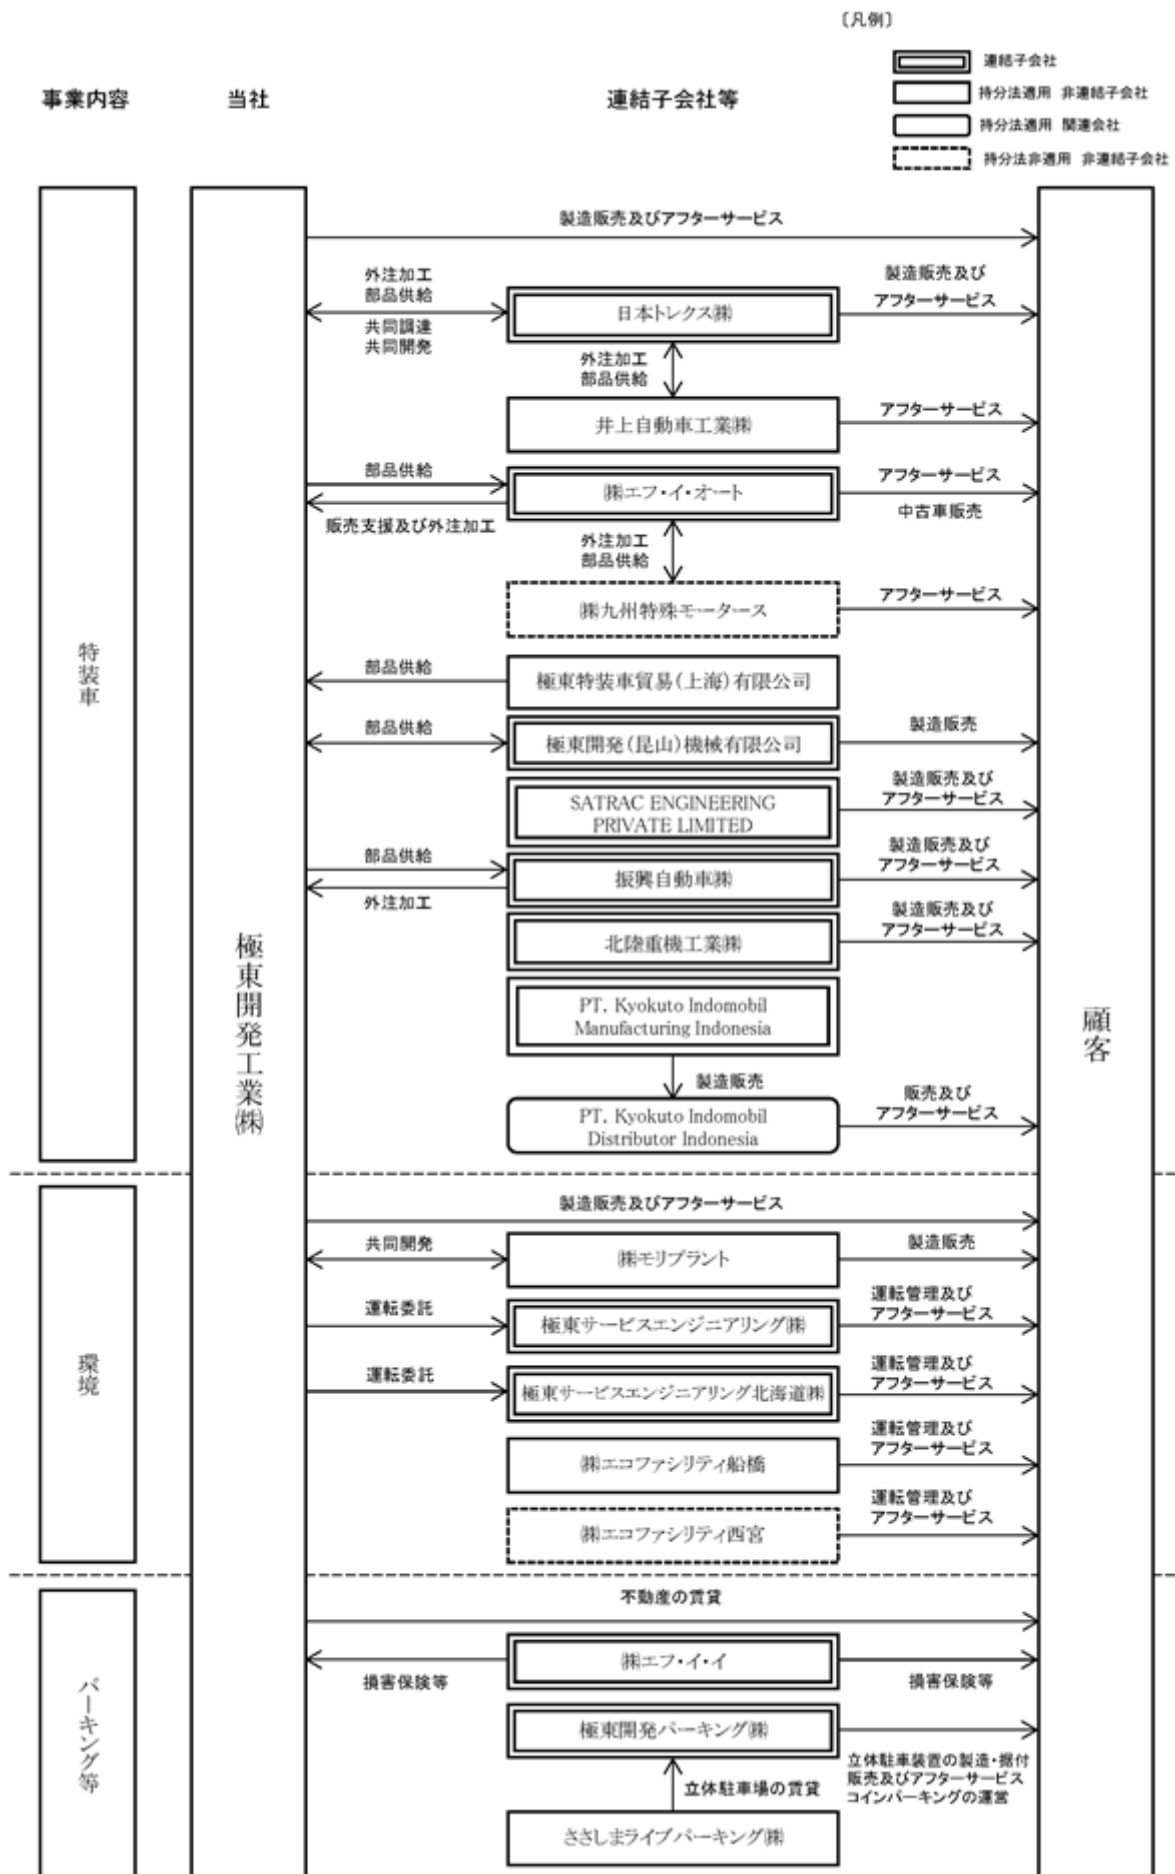 〔凡例〕
連結子会社
持分法適用 非連結子会社
持分法適用 関連会社
持分法非適用 非連結子会社
事業内容
当社
連結子会社等
特装車
極東開発工業㈱
顧客
製造販売及びアフターサービス
外注加工
部品供給
共同調達
共同開発
日本トレクス㈱
製造販売及び
アフターサービス
外注加工
部品供給
井上自動車工業㈱
アフターサービス
部品供給
販売支援及び外注加工
㈱エフ・イ・オート
アフターサービス
中古車販売
外注加工
部品供給
㈱九州特殊モータース
アフターサービス
部品供給
極東特装車貿易（上海）有限公司
部品供給
極東開発（昆山）機械有限公司
製造販売
SATRAC ENGINEERING
PRIVATE LIMITED
製造販売及び
アフターサービス
部品供給
外注加工
振興自動車㈱
製造販売及び
アフターサービス
北陸重機工業㈱
製造販売及び
アフターサービス
PT. Kyokuto Indomobil
Manufacturing Indonesia
製造販売
PT. Kyokuto Indomobil
Distributor Indonesia
販売及び
アフターサービス
環境
製造販売及びアフターサービス
共同開発
㈱モリプラント
製造販売
運転委託
極東サービスエンジニアリング㈱
運転管理及び
アフターサービス
運転委託
極東サービスエンジニアリング北海道㈱
運転管理及び
アフターサービス
㈱エコファシリティ船橋
運転管理及び
アフターサービス
㈱エコファシリティ西宮
運転管理及び
アフターサービス
パーキング等
不動産の賃貸
損害保険等
㈱エフ・イ・イ
損害保険等
極東開発パーキング㈱
立体駐車装置の製造・据付
販売及びアフターサービス
コインパーキングの運営
立体駐車場の賃貸
ささしまライブパーキング㈱